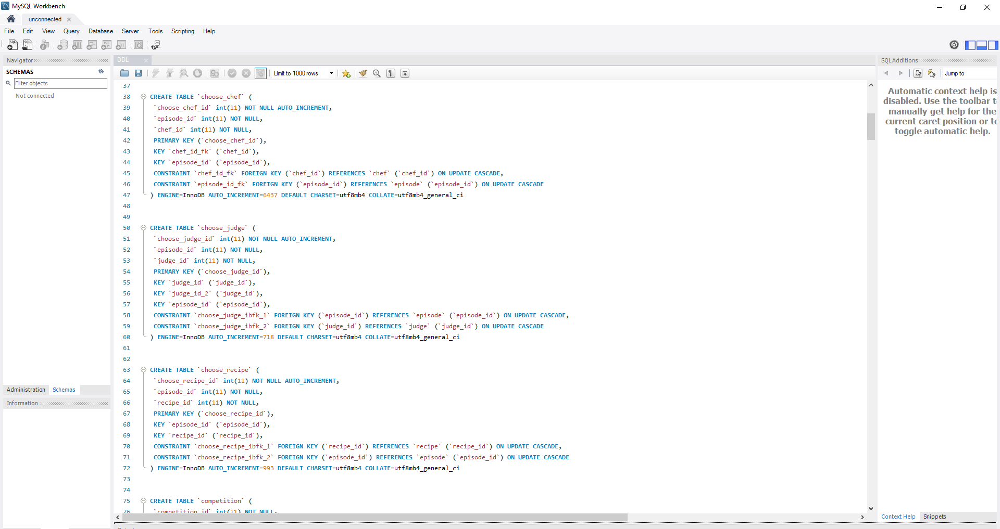 MySQL Workbench
unconnected
File Edit View Query Database Server Tools Scripting Help
Navigator
SCHEMAS
Filter objects
Not connected
Administration Schemas
Information
DDL
Limit to 1000 rows
37
38 CREATE TABLE `choose_chef` (
39 `choose_chef_id` int(11) NOT NULL AUTO_INCREMENT,
40 `episode_id` int(11) NOT NULL,
41 `chef_id` int(11) NOT NULL,
42 PRIMARY KEY (`choose_chef_id`),
43 KEY `chef_id_fk` (`chef_id`),
44 KEY `episode_id` (`episode_id`),
45 CONSTRAINT `chef_id_fk` FOREIGN KEY (`chef_id`) REFERENCES `chef` (`chef_id`) ON UPDATE CASCADE,
46 CONSTRAINT `episode_id_fk` FOREIGN KEY (`episode_id`) REFERENCES `episode` (`episode_id`) ON UPDATE CASCADE
47 ) ENGINE=InnoDB AUTO_INCREMENT=6437 DEFAULT CHARSET=utf8mb4 COLLATE=utf8mb4_general_ci
48
49
50 CREATE TABLE `choose_judge` (
51 `choose_judge_id` int(11) NOT NULL AUTO_INCREMENT,
52 `episode_id` int(11) NOT NULL,
53 `judge_id` int(11) NOT NULL,
54 PRIMARY KEY (`choose_judge_id`),
55 KEY `judge_id` (`judge_id`),
56 KEY `judge_id_2` (`judge_id`),
57 KEY `episode_id` (`episode_id`),
58 CONSTRAINT `choose_judge_ibfk_1` FOREIGN KEY (`episode_id`) REFERENCES `episode` (`episode_id`) ON UPDATE CASCADE,
59 CONSTRAINT `choose_judge_ibfk_2` FOREIGN KEY (`judge_id`) REFERENCES `judge` (`judge_id`) ON UPDATE CASCADE
60 ) ENGINE=InnoDB AUTO_INCREMENT=718 DEFAULT CHARSET=utf8mb4 COLLATE=utf8mb4_general_ci
61
62
63 CREATE TABLE `choose_recipe` (
64 `choose_recipe_id` int(11) NOT NULL AUTO_INCREMENT,
65 `episode_id` int(11) NOT NULL,
66 `recipe_id` int(11) NOT NULL,
67 PRIMARY KEY (`choose_recipe_id`),
68 KEY `episode_id` (`episode_id`),
69 KEY `recipe_id` (`recipe_id`),
70 CONSTRAINT `choose_recipe_ibfk_1` FOREIGN KEY (`recipe_id`) REFERENCES `recipe` (`recipe_id`) ON UPDATE CASCADE,
71 CONSTRAINT `choose_recipe_ibfk_2` FOREIGN KEY (`episode_id`) REFERENCES `episode` (`episode_id`) ON UPDATE CASCADE
72 ) ENGINE=InnoDB AUTO_INCREMENT=993 DEFAULT CHARSET=utf8mb4 COLLATE=utf8mb4_general_ci
73
74
75 CREATE TABLE `competition` (
76 `competition_id` int(11) NOT NULL,
SQLAdditions
Jump to
Automatic context help is
disabled. Use the toolbar t
manually get help for the
current caret position or to
toggle automatic help.
Context Help Snippets